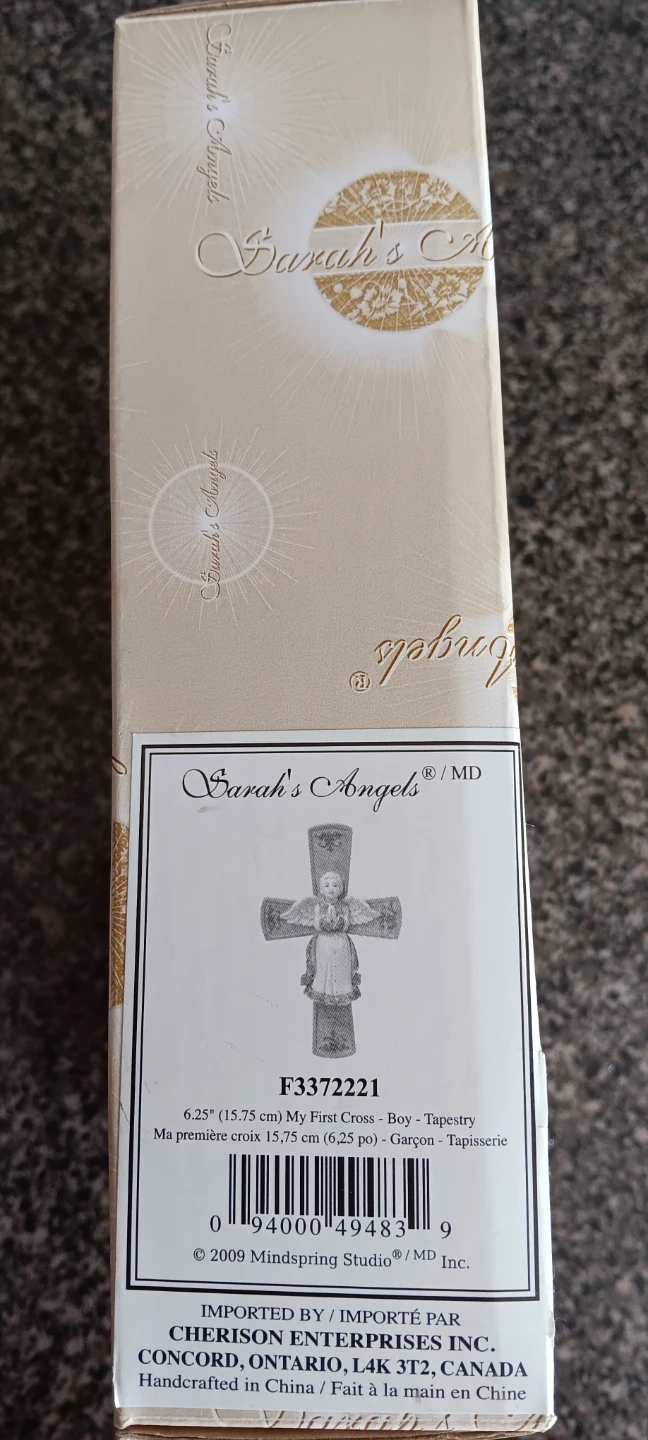 Sarah's Angels
Sarah's A
Sarah's Angels
Angels®
Sarah's Angels®/MD
F3372221
6.25" (15.75 cm) My First Cross - Boy - Tapestry
Ma première croix 15,75 cm (6,25 po) - Garçon - Tapisserie
0 94000 49483 9
© 2009 Mindspring Studio®/MD Inc.
IMPORTED BY / IMPORTÉ PAR
CHERISON ENTERPRISES INC.
CONCORD, ONTARIO, L4K 3T2, CANADA
Handcrafted in China / Fait à la main en Chine